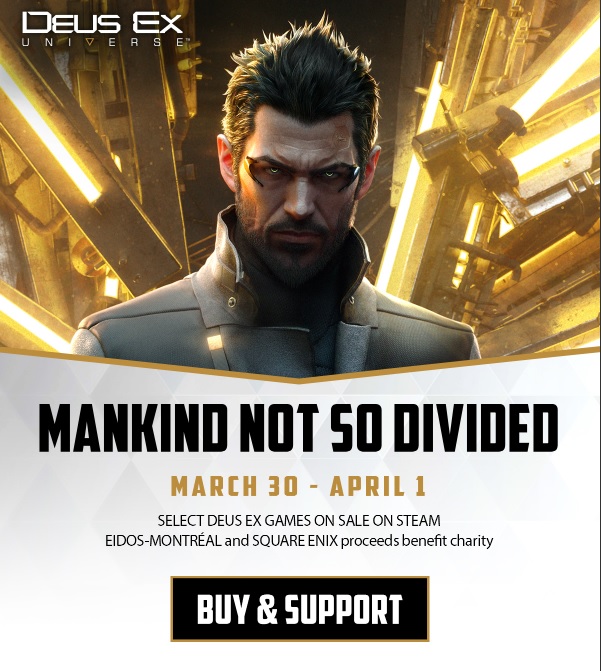 DEUS EX
UNIVERSE™
MANKIND NOT SO DIVIDED
MARCH 30 - APRIL 1
SELECT DEUS EX GAMES ON SALE ON STEAM
EIDOS-MONTRÉAL and SQUARE ENIX proceeds benefit charity
BUY & SUPPORT